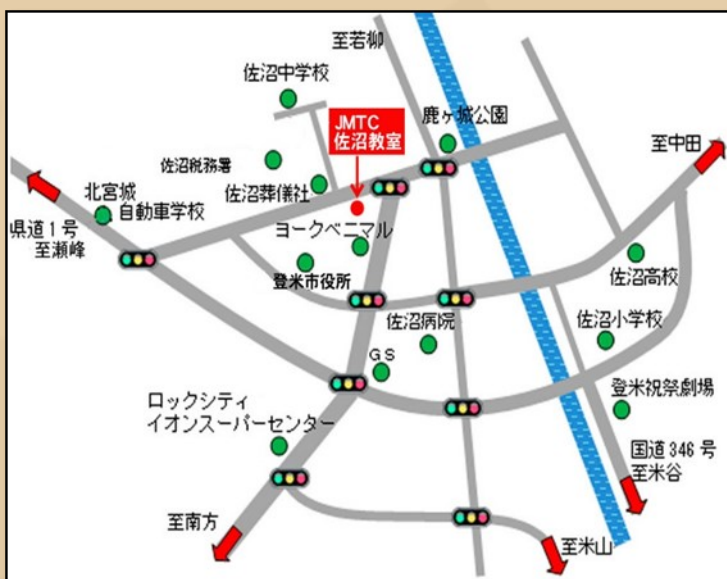 至若柳
佐沼中学校
JMTC
佐沼教室
鹿ヶ城公園
至中田
佐沼税務署
北宮城
自動車学校
佐沼葬儀社
県道1号
至瀬峰
ヨークベニマル
登米市役所
佐沼高校
佐沼病院
佐沼小学校
GS
ロックシティ
イオンスーパーセンター
登米祝祭劇場
国道346号
至米谷
至南方
至米山